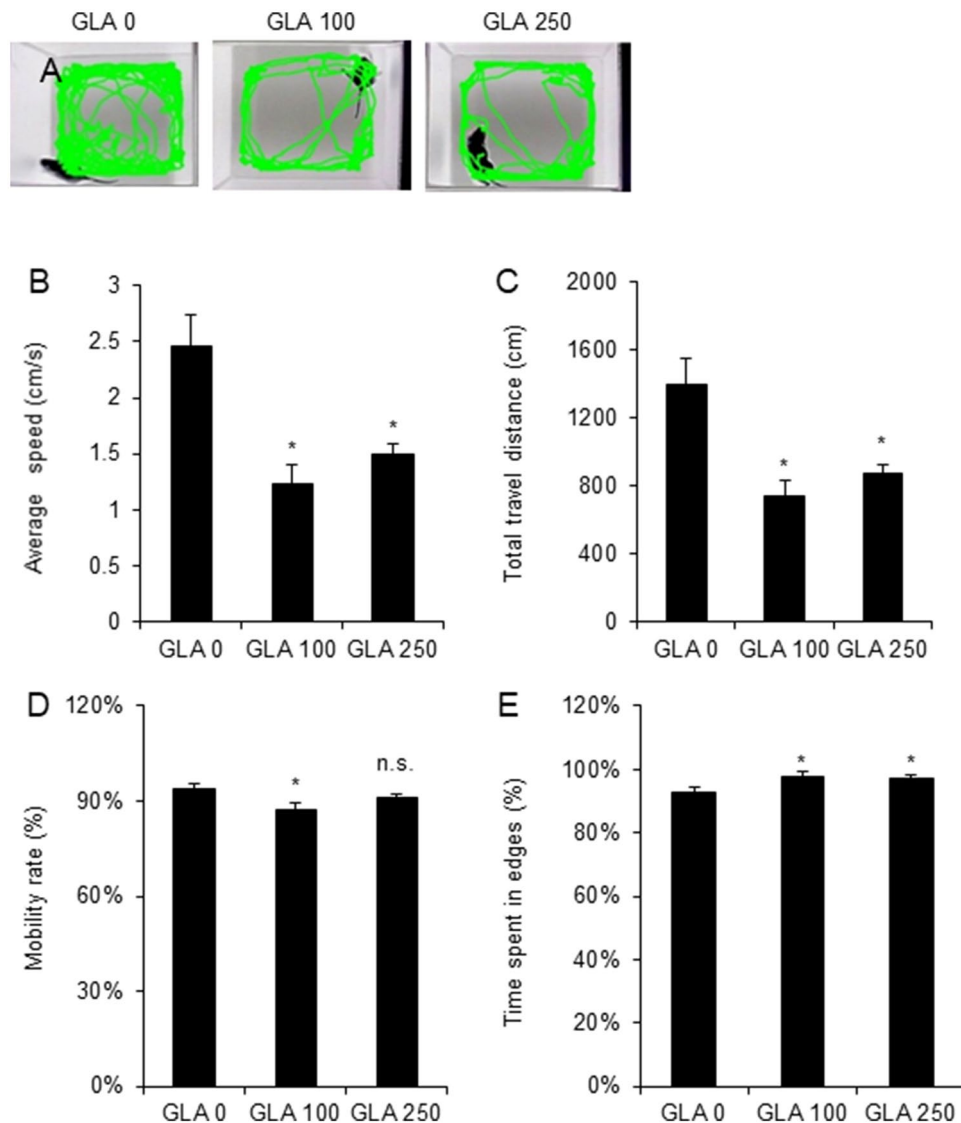 GLA 0 GLA 100 GLA 250
A
B
Average speed (cm/s)
3
2.5
2
1.5
1
0.5
0
* *
GLA 0 GLA 100 GLA 250
C
Total travel distance (cm)
2000
1600
1200
800
400
0
* *
GLA 0 GLA 100 GLA 250
D
Mobility rate (%)
120%
90%
60%
30%
0%
* n.s.
GLA 0 GLA 100 GLA 250
E
Time spent in edges (%)
120%
100%
80%
60%
40%
20%
0%
* *
GLA 0 GLA 100 GLA 250